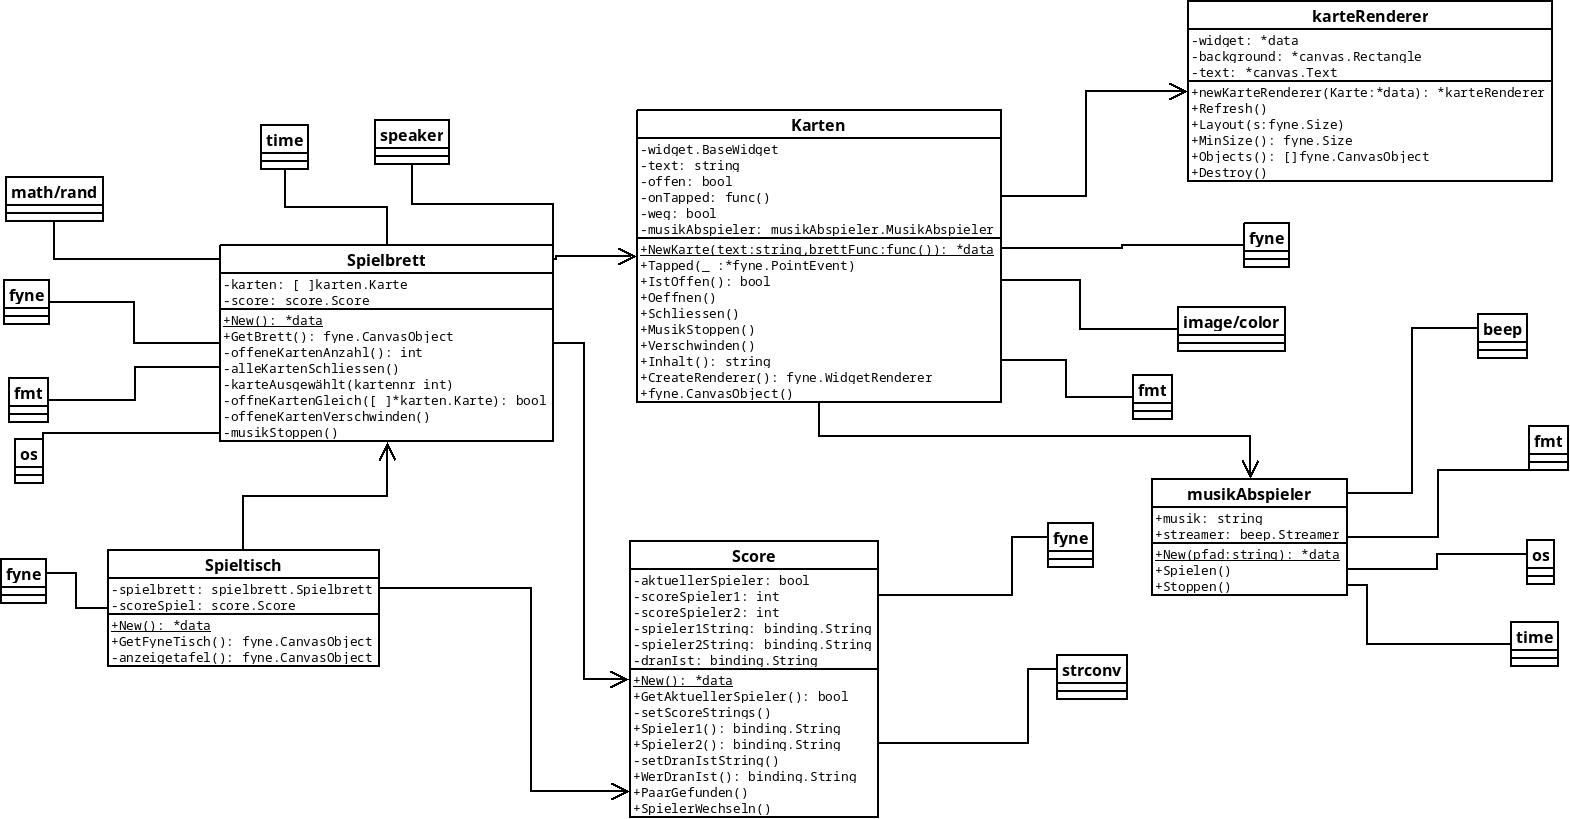 karteRenderer
-widget: *data
-background: *canvas.Rectangle
-text: *canvas.Text
+newKarteRenderer(Karte:*data): *karteRenderer
+Refresh()
+Layout(s:fyne.Size)
+MinSize(): fyne.Size
+Objects(): []fyne.CanvasObject
+Destroy()
Karten
-widget.BaseWidget
-text: string
-offen: bool
-onTapped: func()
-weg: bool
-musikAbspieler: musikAbspieler.MusikAbspieler
+NewKarte(text:string,brettFunc:func()): *data
+Tapped(_ :*fyne.PointEvent)
+IstOffen(): bool
+Oeffnen()
+Schliessen()
+MusikStoppen()
+Verschwinden()
+Inhalt(): string
+CreateRenderer(): fyne.WidgetRenderer
+fyne.CanvasObject()
time
speaker
math/rand
fyne
fmt
os
Spielbrett
-karten: [ ]karten.Karte
-score: score.Score
+New(): *data
+GetBrett(): fyne.CanvasObject
-offeneKartenAnzahl(): int
-alleKartenSchliessen()
-karteAusgewählt(kartennr int)
-offneKartenGleich([ ]*karten.Karte): bool
-offeneKartenVerschwinden()
-musikStoppen()
fyne
image/color
fmt
beep
fmt
os
time
musikAbspieler
+musik: string
+streamer: beep.Streamer
+New(pfad:string): *data
+Spielen()
+Stoppen()
fyne
Spieltisch
-spielbrett: spielbrett.Spielbrett
-scoreSpiel: score.Score
+New(): *data
+GetFyneTisch(): fyne.CanvasObject
-anzeigetafel(): fyne.CanvasObject
Score
-aktuellerSpieler: bool
-scoreSpieler1: int
-scoreSpieler2: int
-spieler1String: binding.String
-spieler2String: binding.String
-dranIst: binding.String
+New(): *data
+GetAktuellerSpieler(): bool
-setScoreStrings()
+Spieler1(): binding.String
+Spieler2(): binding.String
-setDranIstString()
+WerDranIst(): binding.String
+PaarGefunden()
+SpielerWechseln()
fyne
strconv